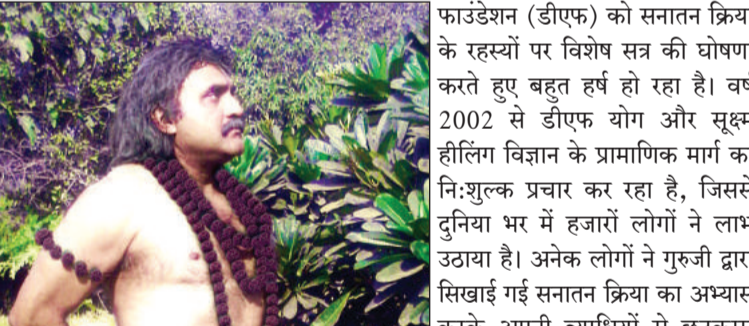 फाउंडेशन (डीएफ) को सनातन क्रिय
के रहस्यों पर विशेष सत्र की घोषण
करते हुए बहुत हर्ष हो रहा है। वर्ष
2002 से डीएफ योग और सूक्ष्म
हीलिंग विज्ञान के प्रामाणिक मार्ग क
नि:शुल्क प्रचार कर रहा है, जिससे
दुनिया भर में हजारों लोगों ने लाभ
उठाया है। अनेक लोगों ने गुरुजी द्वार
सिखाई गई सनातन क्रिया का अभ्यास